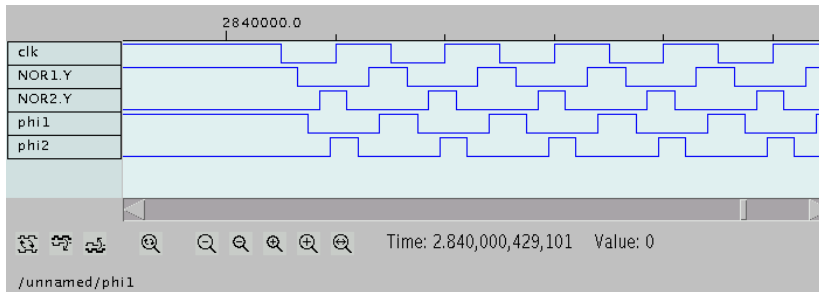 2840000.0
clk
NOR1.Y
NOR2.Y
phi1
phi2
Time: 2.840,000,429,101 Value: 0
/unnamed/phi1